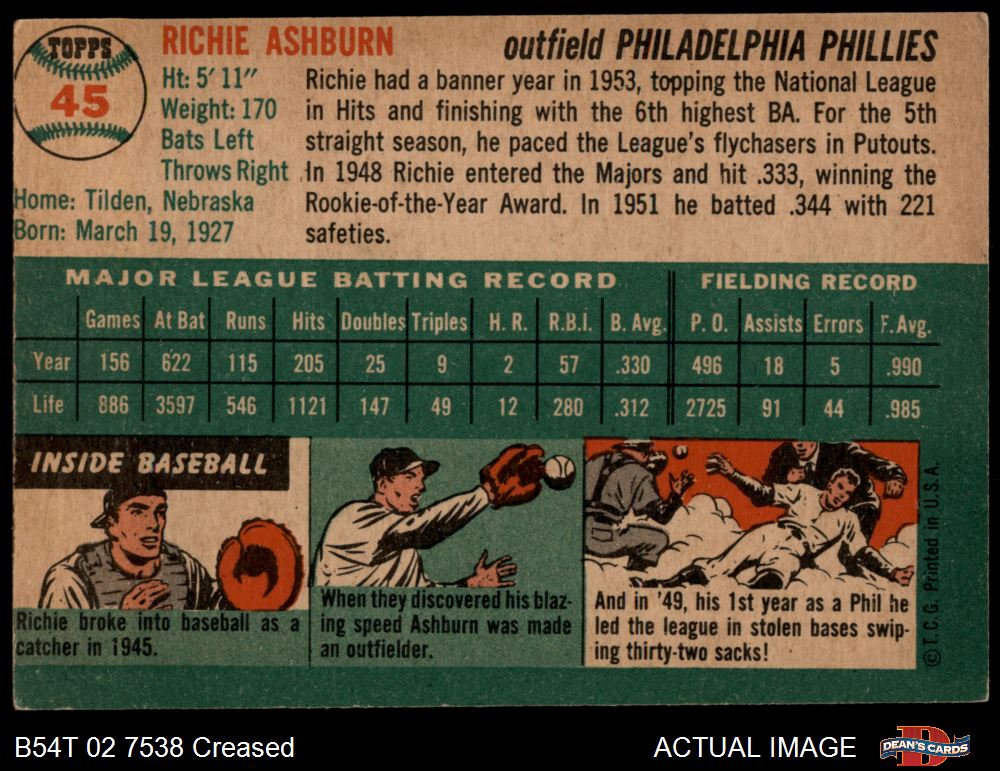 TOPPS
45
RICHIE ASHBURN
outfield PHILADELPHIA PHILLIES
Ht: 5' 11"
Weight: 170
Bats Left
Throws Right
Home: Tilden, Nebraska
Born: March 19, 1927
Richie had a banner year in 1953, topping the National League
in Hits and finishing with the 6th highest BA. For the 5th
straight season, he paced the League's flychasers in Putouts.
In 1948 Richie entered the Majors and hit .333, winning the
Rookie-of-the-Year Award. In 1951 he batted .344 with 221
safeties.
MAJOR LEAGUE BATTING RECORD FIELDING RECORD
Games At Bat Runs Hits Doubles Triples H. R. R.B.I. B. Avg. P. O. Assists Errors F. Avg.
Year 156 622 115 205 25 9 2 57 .330 496 18 5 .990
Life 886 3597 546 1121 147 49 12 280 .312 2725 91 44 .985
INSIDE BASEBALL
Richie broke into baseball as a
catcher in 1945.
When they discovered his blaz-
ing speed Ashburn was made
an outfielder.
And in '49, his 1st year as a Phil he
led the league in stolen bases swip-
ing thirty-two sacks!
© T. C. G. Printed in U. S. A.
B54T 02 7538 Creased
ACTUAL IMAGE
DEAN'S CARDS